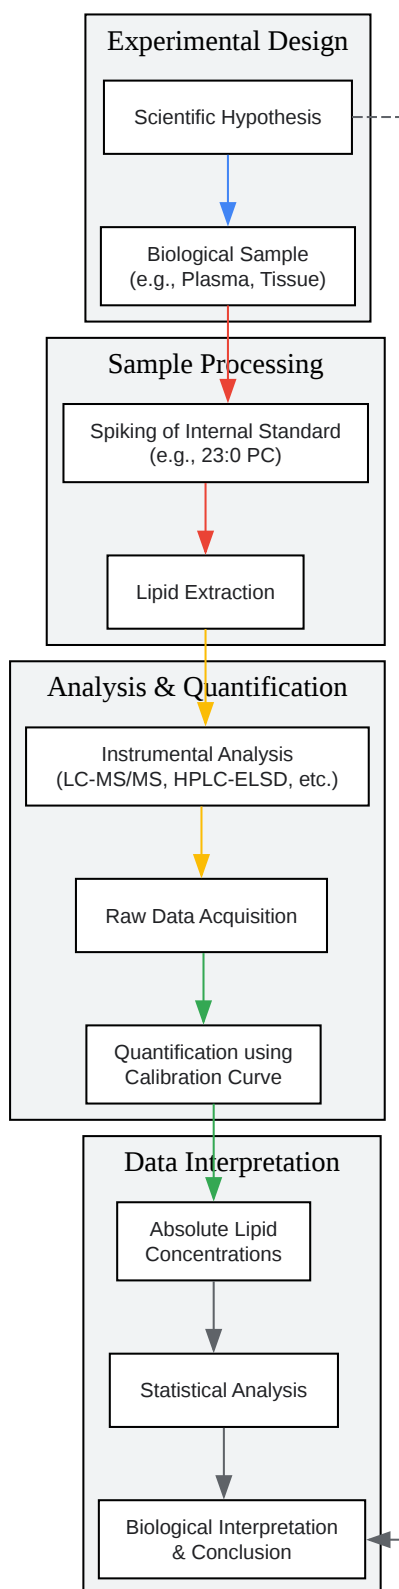 Experimental Design
Scientific Hypothesis
Biological Sample
(e.g., Plasma, Tissue)
Sample Processing
Spiking of Internal Standard
(e.g., 23:0 PC)
Lipid Extraction
Analysis & Quantification
Instrumental Analysis
(LC-MS/MS, HPLC-ELSD, etc.)
Raw Data Acquisition
Quantification using
Calibration Curve
Data Interpretation
Absolute Lipid
Concentrations
Statistical Analysis
Biological Interpretation
& Conclusion